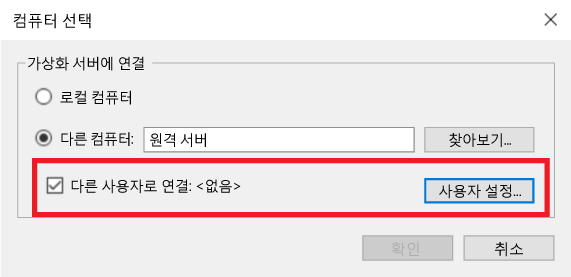 컴퓨터 선택
가상화 서버에 연결
로컬 컴퓨터
다른 컴퓨터: 원격 서버 찾아보기...
다른 사용자로 연결: <없음> 사용자 설정...
확인 취소